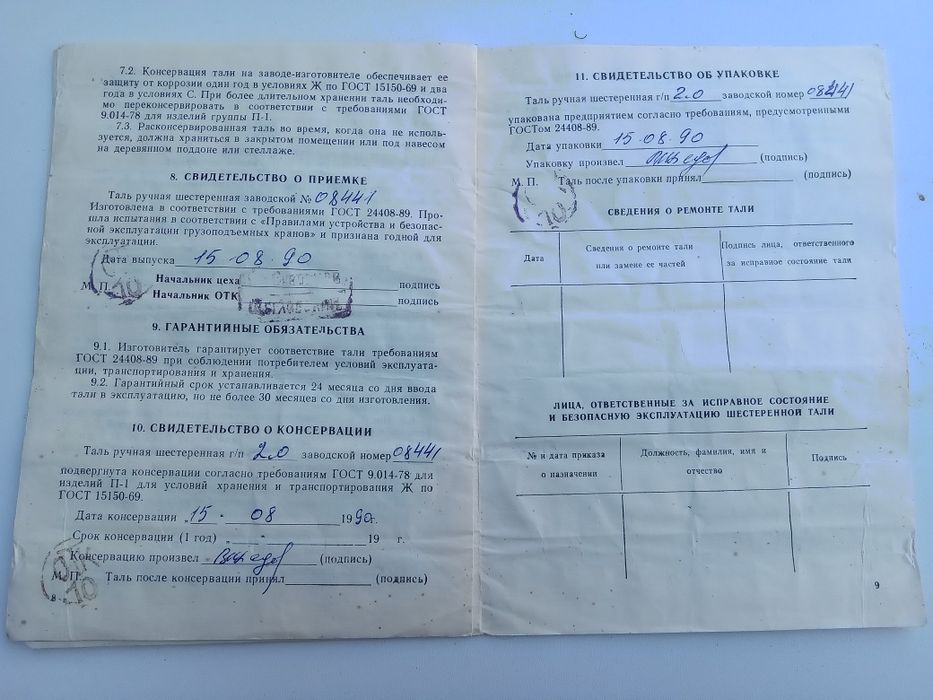 7.2. Консервация тали на заводе-изготовителе обеспечивает ее
защиту от коррозии один год в условиях Ж по ГОСТ 15150-69 и два
года в условиях С. При более длительном хранении таль необходи-
мо переконсервировать в соответствии с требованиями ГОСТ
9.014-78 для изделий группы П-1.
7.3. Расконсервированная таль во время, когда она не исполь-
зуется, должна храниться в закрытом помещении или под навесом
на деревянном поддоне или стеллаже.
8. СВИДЕТЕЛЬСТВО О ПРИЕМКЕ
Таль ручная шестеренная заводской № 08441
Изготовлена в соответствии с требованиями ГОСТ 24408-89. Про-
шла испытания в соответствии с «Правилами устройства и безопас-
ной эксплуатации грузоподъемных кранов» и признана годной для
эксплуатации.
Дата выпуска 15 08. 90
Начальник цеха подпись
М. П.
10
Начальник ОТК подпись
9. ГАРАНТИЙНЫЕ ОБЯЗАТЕЛЬСТВА
9.1. Изготовитель гарантирует соответствие тали требованиям
ГОСТ 24408-89 при соблюдении потребителем условий эксплуата-
ции, транспортирования и хранения.
9.2. Гарантийный срок устанавливается 24 месяца со дня ввода
тали в эксплуатацию, но не более 30 месяцев со дня изготовления.
10. СВИДЕТЕЛЬСТВО О КОНСЕРВАЦИИ
Таль ручная шестеренная г/п 2.0 заводской номер 08441
подвергнута консервации согласно требованиям ГОСТ 9.014-78 для
изделий П-1 для условий хранения и транспортирования Ж по
ГОСТ 15150-69.
Дата консервации „15 · 08 1990г.
Срок консервации (1 год) „ - 19 г.
Консервацию произвел (подпись)
М. П. Таль после консервации принял (подпись)
ОТК
10
8
11. СВИДЕТЕЛЬСТВО ОБ УПАКОВКЕ
Таль ручная шестеренная г/п 2.0 заводской номер 08441
упакована предприятием согласно требованиям, предусмотренными
ГОСТом 24408-89.
Дата упаковки 15·08·90
Упаковку произвел (подпись)
М. П. Таль после упаковки принял (подпись)
10
СВЕДЕНИЯ О РЕМОНТЕ ТАЛИ
Дата
Сведения о ремонте тали
или замене ее частей
Подпись лица, ответственного
за исправное состояние тали
ЛИЦА, ОТВЕТСТВЕННЫЕ ЗА ИСПРАВНОЕ СОСТОЯНИЕ
И БЕЗОПАСНУЮ ЭКСПЛУАТАЦИЮ ШЕСТЕРЕННОЙ ТАЛИ
№ и дата приказа
о назначении
Должность, фамилия, имя и
отчество
Подпись
9